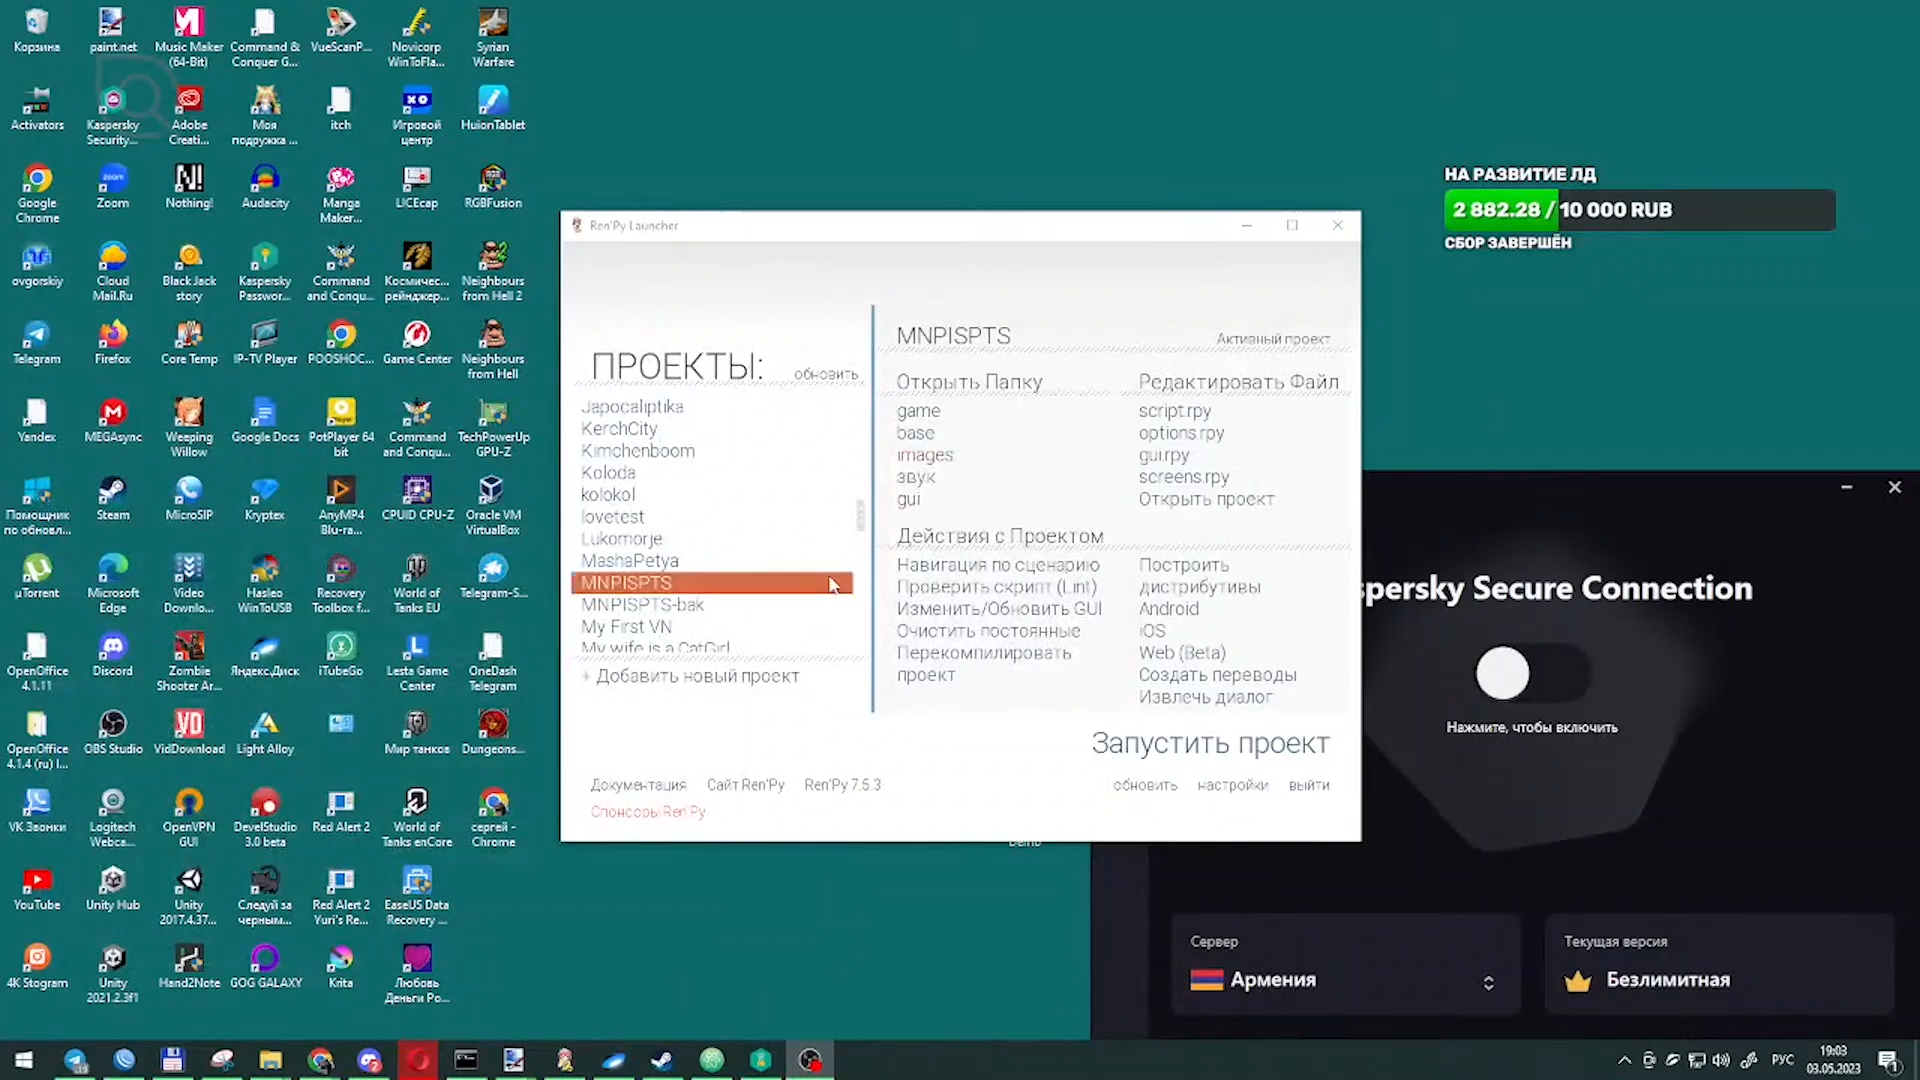 Корзина
paint.net
Music Maker
(64-Bit)
Command &
Conquer G...
VueScanP...
Novicorp
WinToFla...
Syrian
Warfare
Activators
Kaspersky
Security...
Adobe
Creati...
Моя
подружка ...
itch
Игровой
центр
HuionTablet
Google
Chrome
Zoom
Nothing!
Audacity
Manga
Maker...
LICEcap
RGBFusion
ovgorskiy
Cloud
Mail.Ru
Black Jack
story
Kaspersky
Passwor...
Command
and Conqu...
Космичес...
рейнджер...
Neighbours
from Hell 2
Telegram
Firefox
Core Temp
IP-TV Player
POOSHOC...
Game Center
Neighbours
from Hell
Yandex
MEGAsync
Weeping
Willow
Google Docs
PotPlayer 64
bit
Command
and Conqu...
TechPowerUp
GPU-Z
Помощник
по обновл...
Steam
MicroSIP
Kryptex
AnyMP4
Blu-ra...
CPUID CPU-Z
Oracle VM
VirtualBox
µTorrent
Microsoft
Edge
Video
Downlo...
Hasleo
WinToUSB
Recovery
Toolbox f...
World of
Tanks EU
Telegram-S...
OpenOffice
4.1.11
Discord
Zombie
Shooter Ar...
Яндекс.Диск
iTubeGo
Lesta Game
Center
OneDash
Telegram
OpenOffice
4.1.4 (ru) I...
OBS Studio
VidDownload
Light Alloy
Мир танков
Dungeons...
VK Звонки
Logitech
Webca...
OpenVPN
GUI
DevelStudio
3.0 beta
Red Alert 2
World of
Tanks enCore
сергей -
Chrome
YouTube
Unity Hub
Unity
2017.4.37...
Следуй за
черным...
Red Alert 2
Yuri's Re...
EaseUS Data
Recovery ...
4K Stogram
Unity
2021.2.3f1
Hand2Note
GOG GALAXY
Krita
Любовь
Деньги Ро...
Demo
Ren'Py Launcher
ПРОЕКТЫ:
обновить
Japocaliptika
KerchCity
Kimchenboom
Koloda
kolokol
lovetest
Lukomorje
MashaPetya
MNPISPTS
MNPISPTS-bak
My First VN
My wife is a CatGirl
+ Добавить новый проект
MNPISPTS
Активный проект
Открыть Папку
game
base
images
звук
gui
Редактировать Файл
script.rpy
options.rpy
gui.rpy
screens.rpy
Открыть проект
Действия с Проектом
Навигация по сценарию
Проверить скрипт (Lint)
Изменить/Обновить GUI
Очистить постоянные
Перекомпилировать
проект
Построить
дистрибутивы
Android
iOS
Web (Beta)
Создать переводы
Извлечь диалог
Запустить проект
Документация
Сайт Ren'Py
Ren'Py 7.5.3
обновить
настройки
выйти
Спонсоры Ren'Py
НА РАЗВИТИЕ ЛД
2 882.28 / 10 000 RUB
СБОР ЗАВЕРШЁН
spersky Secure Connection
Нажмите, чтобы включить
Сервер
Армения
Текущая версия
Безлимитная
РУС
19:03
03.05.2023